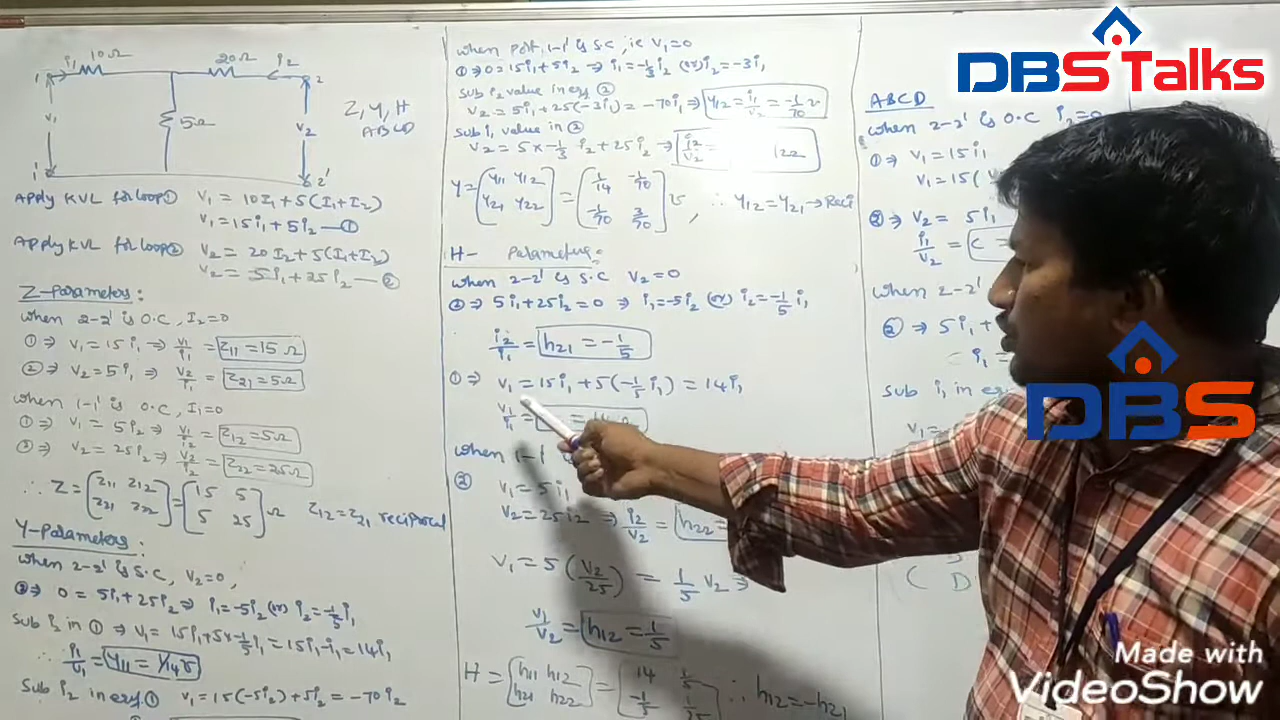 1 i₁ 10Ω 20Ω i₂ 2
V₁ 5Ω V₂ Z, Y, H
ABCD
1' 2'
Apply KVL for loop① V₁ = 10I₁+5(I₁+I₂)
V₁ = 15i₁ + 5i₂ —①
Apply KVL for loop② V₂ = 20I₂+5(I₁+I₂)
V₂ = 5i₁ + 25i₂ —②
Z-Parameters:
when 2-2' is O.C, I₂=0
①⇒ V₁=15i₁ ⇒ V₁/i₁ = Z₁₁=15Ω
②⇒ V₂=5i₁ ⇒ V₂/i₁ = Z₂₁=5Ω
when 1-1' is O.C, I₁=0
①⇒ V₁ = 5i₂ ⇒ V₁/i₂ = Z₁₂=5Ω
②⇒ V₂ = 25i₂ ⇒ V₂/i₂ = Z₂₂=25Ω
∴ Z = [Z₁₁ Z₁₂ = [15 5
Z₂₁ Z₂₂] 5 25] Ω Z₁₂=Z₂₁ reciprocal
Y-Parameters:
when 2-2' is S.C, V₂=0,
②⇒ 0 = 5i₁+25i₂ ⇒ i₁=-5i₂ (or) i₂=-1/5 i₁
Sub i₂ in ① ⇒ V₁ = 15i₁+5×-1/5 i₁ = 15i₁-i₁ = 14i₁
∴ i₁/V₁ = Y₁₁ = 1/14 ℧
Sub i₂ in eq① V₁=15(-5i₂)+5i₂ = -70i₂
when port, 1-1' is S.C, ie V₁=0
①⇒ 0=15i₁+5i₂ ⇒ i₁=-1/3 i₂ (or) i₂=-3i₁
Sub i₂ value in eq ②
V₂ = 5i₁+25(-3i₁) = -70i₁ ⇒ Y₁₂ = i₁/V₂ = -1/70 ℧
Sub i₁ value in ②
V₂ = 5×-1/3 i₂ + 25i₂ ⇒ i₂/V₂ =
Y = [Y₁₁ Y₁₂ = [1/14 -1/70
Y₂₁ Y₂₂] -1/70 3/70] ℧, ∴ Y₁₂=Y₂₁ → Reci
H- Parameters:
when 2-2' is S.C V₂=0
②⇒ 5i₁+25i₂ = 0 ⇒ i₁=-5i₂ (or) i₂=-1/5 i₁
i₂/i₁ = h₂₁ = -1/5
①⇒ V₁ = 15i₁+5(-1/5 i₁) = 14i₁
V₁/i₁ =
when 1-1
② V₁ = 5i
V₂ = 25i₂ ⇒ i₂/V₂ = h₂₂ =
V₁ = 5(V₂/25) = 1/5 V₂ ⇒
V₁/V₂ = h₁₂ = 1/5
H = [h₁₁ h₁₂ = [14 1/5
h₂₁ h₂₂] -1/5 1/25] ∴ h₁₂=-h₂₁
ABCD
when 2-2' is O.C i₂=0
①⇒ V₁ = 15i₁
V₁ = 15(
②⇒ V₂ = 5i₁
i₁/V₂ = C =
when 2-2'
②⇒ 5i₁+
= i₁ =
Sub i₁ in eq
V₁=
C D
DBS Talks
DBS
Made with
VideoShow